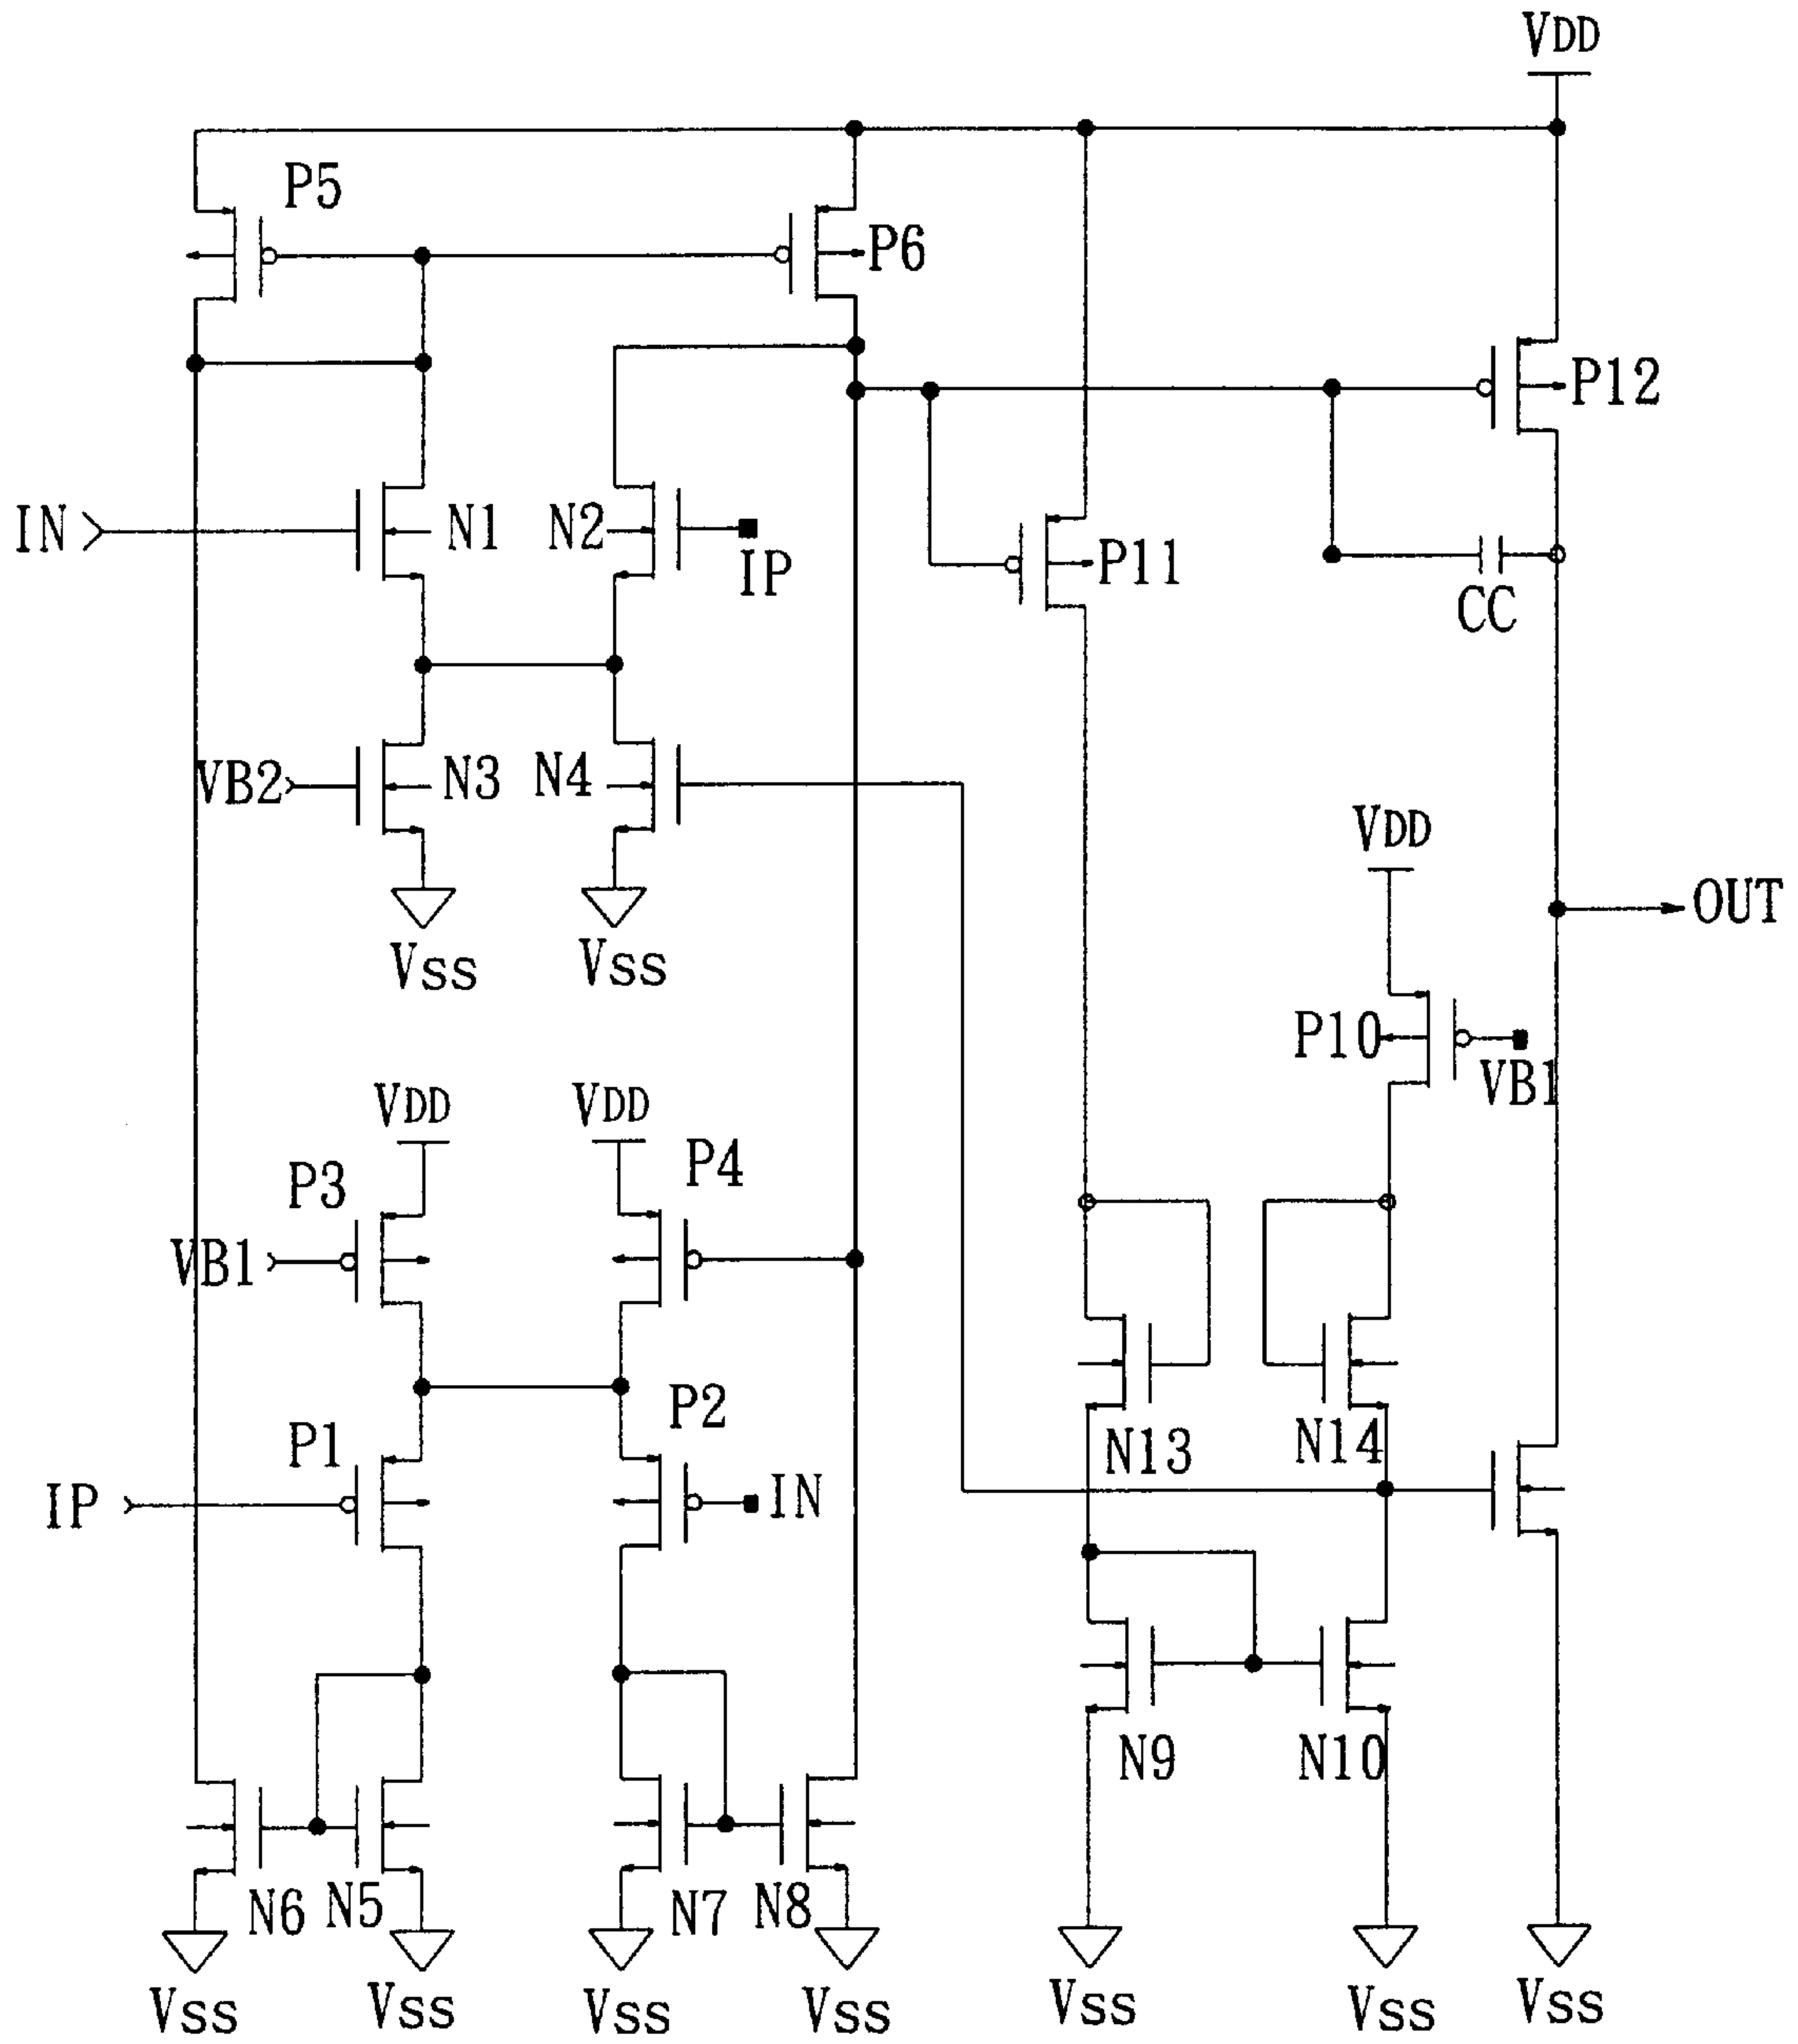 VDD
P5
P6
P12
IN
N1
N2
IP
P11
CC
VB2
N3
N4
VDD
OUT
VSS
VSS
P10
VB1
VDD
VDD
P3
P4
VB1
P2
P1
N13
N14
IP
IN
N9
N10
N6
N5
N7
N8
VSS
VSS
VSS
VSS
VSS
VSS
VSS